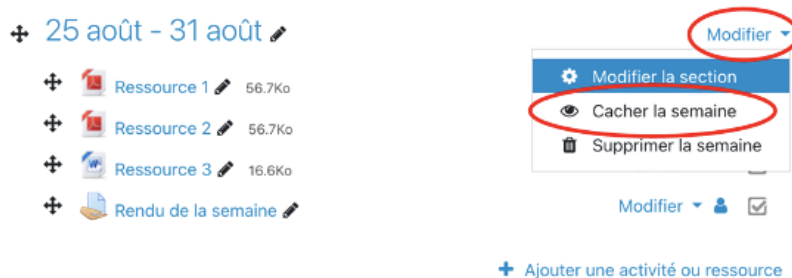 25 août - 31 août
Modifier
Modifier la section
Ressource 1 56.7Ko
Cacher la semaine
Ressource 2 56.7Ko
Supprimer la semaine
Ressource 3 16.6Ko
Rendu de la semaine
Modifier
Ajouter une activité ou ressource